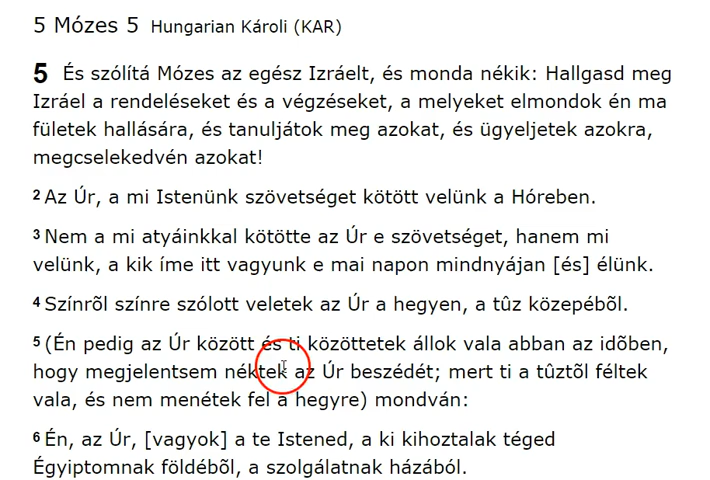 5 Mózes 5 Hungarian Károli (KAR)
5 És szólítá Mózes az egész Izráelt, és monda nékik: Hallgasd meg
Izráel a rendeléseket és a végzéseket, a melyeket elmondok én ma
fületek hallására, és tanuljátok meg azokat, és ügyeljetek azokra,
megcselekedvén azokat!
2 Az Úr, a mi Istenünk szövetséget kötött velünk a Hóreben.
3 Nem a mi atyáinkkal kötötte az Úr e szövetséget, hanem mi
velünk, a kik íme itt vagyunk e mai napon mindnyájan [és] élünk.
4 Színrõl színre szólott veletek az Úr a hegyen, a tûz közepébõl.
5 (Én pedig az Úr között és ti közöttetek állok vala abban az idõben,
hogy megjelentsem néktek az Úr beszédét; mert ti a tûztõl féltek
vala, és nem menétek fel a hegyre) mondván:
6 Én, az Úr, [vagyok] a te Istened, a ki kihoztalak téged
Égyiptomnak földébõl, a szolgálatnak házából.